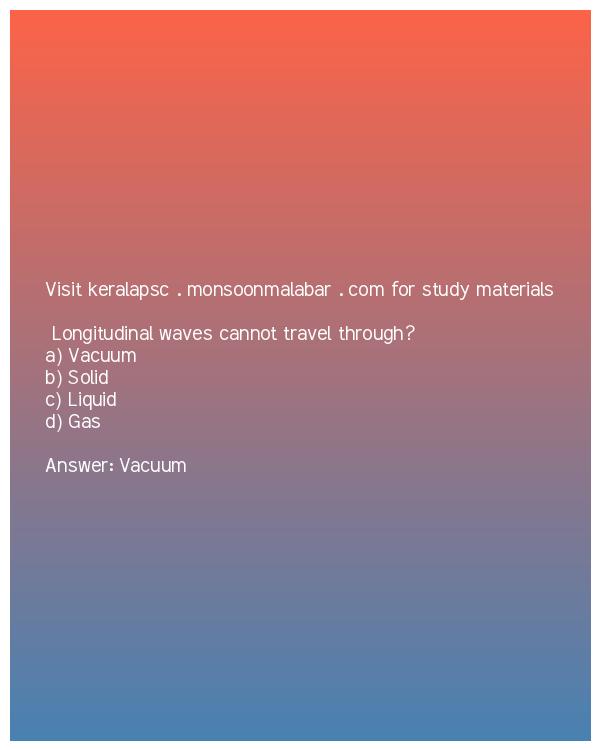 Visit keralapsc . monsoonmalabar . com for study materials
Longitudinal waves cannot travel through?
a) Vacuum
b) Solid
c) Liquid
d) Gas
Answer: Vacuum